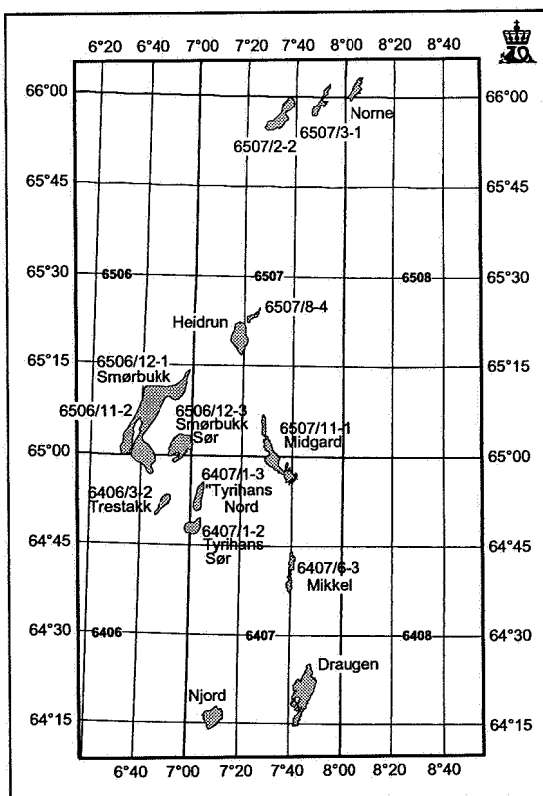 6°20' 6°40' 7°00' 7°20' 7°40' 8°00' 8°20' 8°40'
66°00' 66°00'
Norne
6507/3-1
6507/2-2
65°45' 65°45'
65°30' 6506 6507 6508 65°30'
6507/8-4
Heidrun
65°15' 65°15'
6506/12-1
Smørbukk
6506/11-2
6506/12-3
Smørbukk
Sør
6507/11-1
Midgard
65°00' 65°00'
6406/3-2
Trestakk
6407/1-3
"Tyrihans
Nord
6407/1-2
Tyrihans
Sør
64°45' 64°45'
6407/6-3
Mikkel
64°30' 6406 6407 6408 64°30'
Draugen
Njord
64°15' 64°15'
6°40' 7°00' 7°20' 7°40' 8°00' 8°20' 8°40'